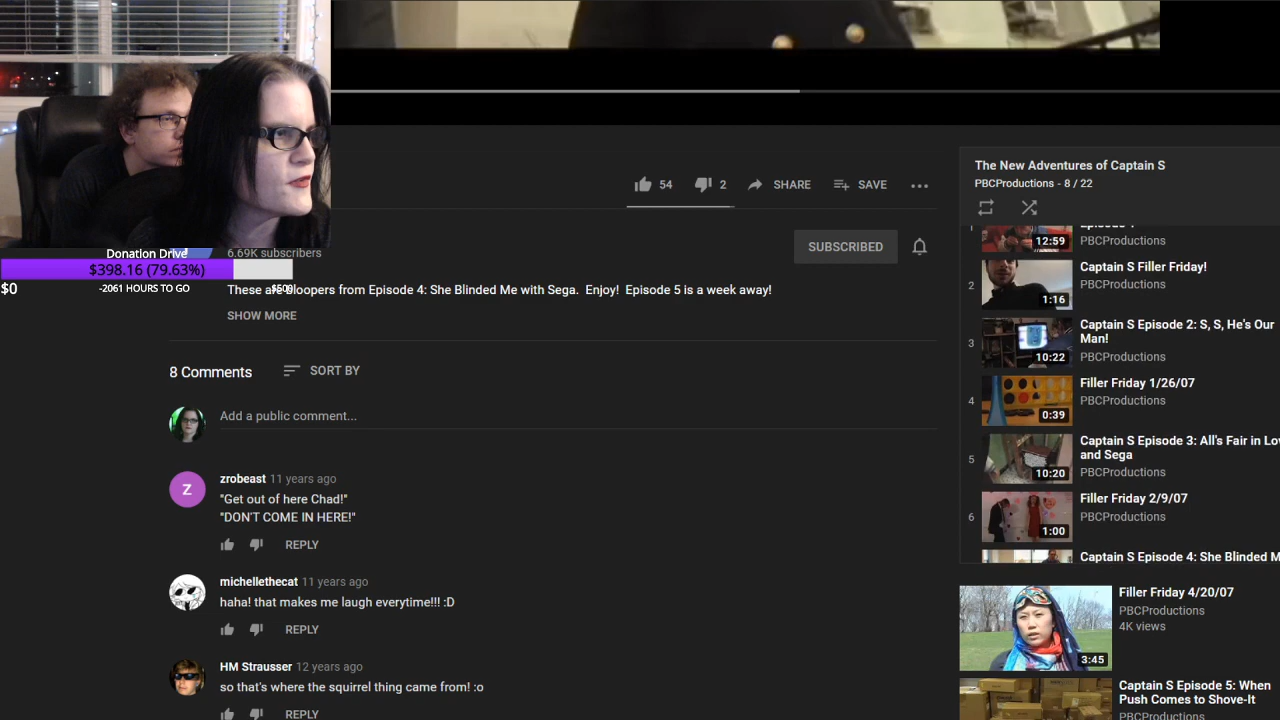 54
2
SHARE
SAVE
SUBSCRIBED
6.69K subscribers
Donation Drive
$398.16 (79.63%)
$0
-2061 HOURS TO GO
These are Bloopers from Episode 4: She Blinded Me with Sega. Enjoy! Episode 5 is a week away!
SHOW MORE
8 Comments
SORT BY
Add a public comment...
Z
zrobeast 11 years ago
"Get out of here Chad!"
"DON'T COME IN HERE!"
REPLY
michellethecat 11 years ago
haha! that makes me laugh everytime!!! :D
REPLY
HM Strausser 12 years ago
so that's where the squirrel thing came from! :o
REPLY
The New Adventures of Captain S
PBCProductions - 8 / 22
12:59
PBCProductions
2
1:16
Captain S Filler Friday!
PBCProductions
3
10:22
Captain S Episode 2: S, S, He's Our
Man!
PBCProductions
4
0:39
Filler Friday 1/26/07
PBCProductions
5
10:20
Captain S Episode 3: All's Fair in Lov
and Sega
PBCProductions
6
1:00
Filler Friday 2/9/07
PBCProductions
Captain S Episode 4: She Blinded M
3:45
Filler Friday 4/20/07
PBCProductions
4K views
Captain S Episode 5: When
Push Comes to Shove-It
PBCProductions